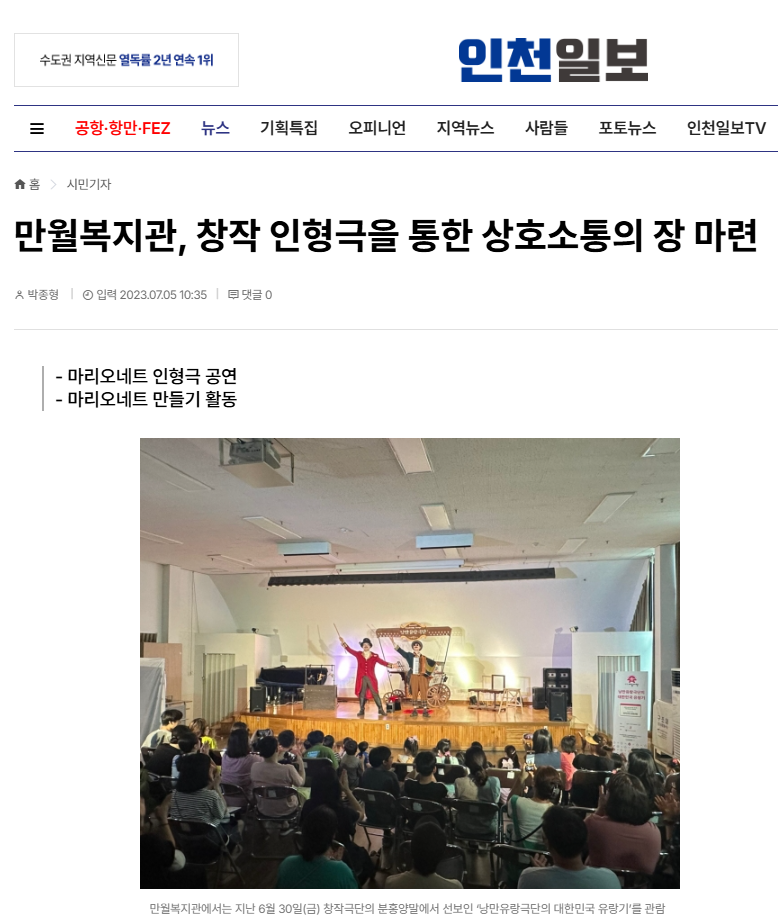 수도권 지역신문 열독률 2년 연속 1위
인천일보
공항·항만·FEZ 뉴스 기획특집 오피니언 지역뉴스 사람들 포토뉴스 인천일보TV
홈 시민기자
만월복지관, 창작 인형극을 통한 상호소통의 장 마련
박종형 입력 2023.07.05 10:35 댓글 0
- 마리오네트 인형극 공연
- 마리오네트 만들기 활동
만월복지관에서는 지난 6월 30일(금) 창작극단의 분홍양말에서 선보인 '낭만유랑극단의 대한민국 유랑기'를 관람